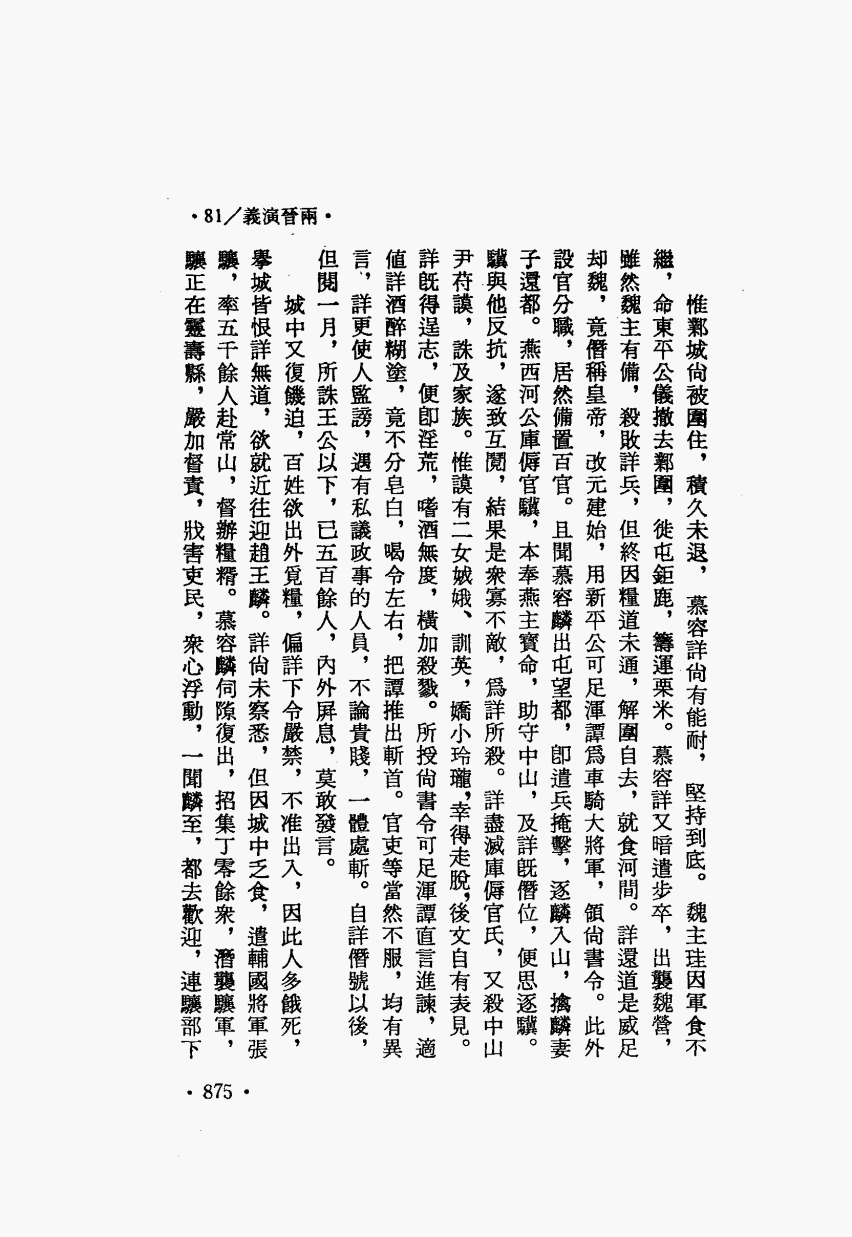 •兩晉演義／81•
惟鄴城尙被圍住，積久未退，慕容詳尙有能耐，堅持到底。魏主珪因軍食不
繼，命東平公儀撤去鄴圍，徙屯鉅鹿，籌運栗米。慕容詳又暗遣步卒，出襲魏營，
雖然魏主有備，殺敗詳兵，但終因糧道未通，解圍自去，就食河間。詳還道是威足
却魏，竟僭稱皇帝，改元建始，用新平公可足渾譚爲車騎大將軍，領尙書令。此外
設官分職，居然備置百官。且聞慕容麟出屯望都，卽遣兵掩擊，逐麟入山，擒麟妻
子還都。燕西河公庫傉官驥，本奉燕主寳命，助守中山，及詳旣僭位，便思逐驥。
驥與他反抗，遂致互鬩，結果是衆寡不敵，爲詳所殺。詳盡滅庫傉官氏，又殺中山
尹苻謨，誅及家族。惟謨有二女娀娥、訓英，嬌小玲瓏，幸得走脫，後文自有表見。
詳旣得逞志，便卽淫荒，嗜酒無度，橫加殺戮。所授尙書令可足渾譚直言進諫，適
値詳酒醉糊塗，竟不分皂白，喝令左右，把譚推出斬首。官吏等當然不服，均有異
言，詳更使人監謗，遇有私議政事的人員，不論貴賤，一體處斬。自詳僭號以後，
但閱一月，所誅王公以下，已五百餘人，內外屏息，莫敢發言。
城中又復饑迫，百姓欲出外覓糧，偏詳下令嚴禁，不准出入，因此人多餓死，
擧城皆恨詳無道，欲就近往迎趙王麟。詳尙未察悉，但因城中乏食，遣輔國將軍張
驤，率五千餘人赴常山，督辦糧糈。慕容麟伺隙復出，招集丁零餘衆，潛襲驤軍，
驤正在靈壽縣，嚴加督責，戕害吏民，衆心浮動，一聞麟至，都去歡迎，連驤部下
•875•